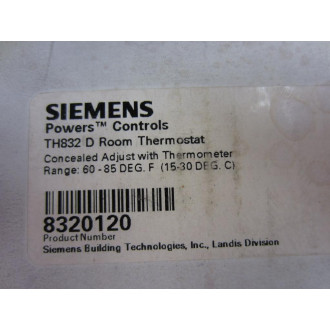 SIEMENS
Powers™ Controls
TH832 D Room Thermostat
Concealed Adjust with Thermometer
Range: 60 - 85 DEG. F (15-30 DEG. C)
8320120
Product Number
Siemens Building Technologies, Inc., Landis Division